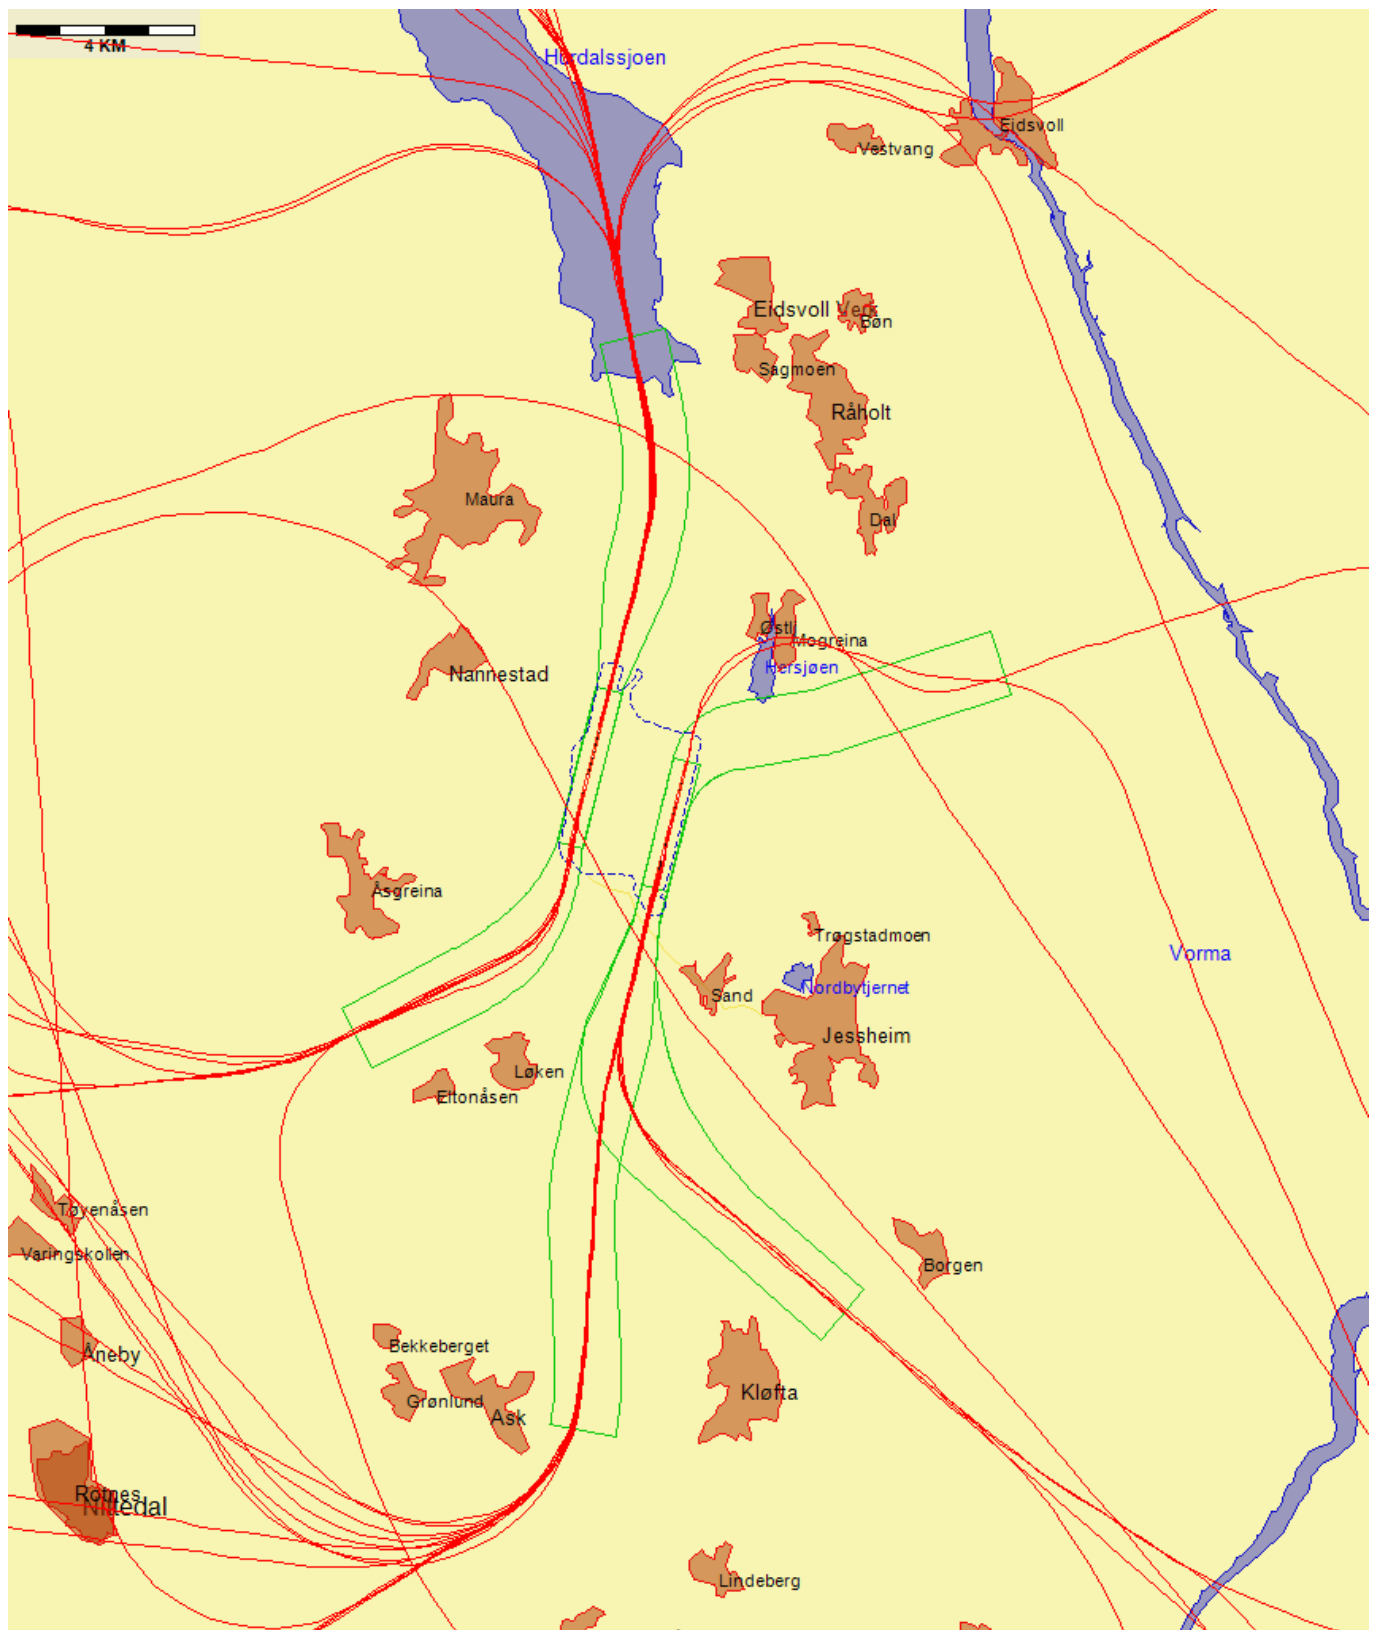 4 KM
Hurdalssjoen
Eidsvoll
Vestvang
Eidsvoll Verk
Bøn
Sagmoen
Råholt
Maura
Dal
Østli
Mogreina
Hersjøen
Nannestad
Åsgreina
Trøgstadmoen
Vorma
Nordbytjernet
Sand
Jessheim
Løken
Eltonåsen
Tøyenåsen
Varingskollen
Borgen
Bekkeberget
Åneby
Kløfta
Grønlund
Ask
Rotnes
Nittedal
Lindeberg